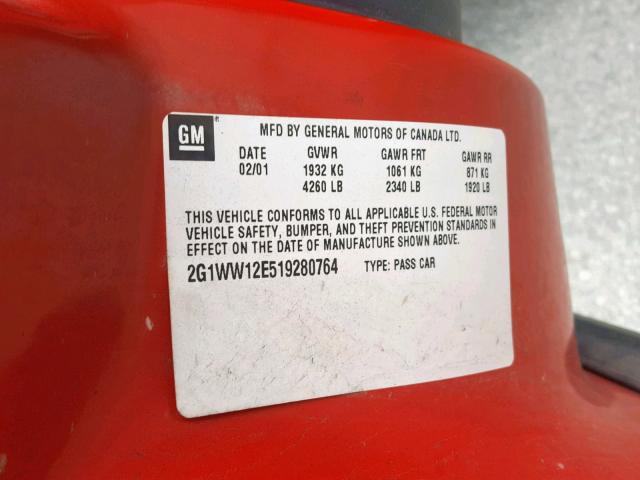 GM
MFD BY GENERAL MOTORS OF CANADA LTD.
DATE GVWR GAWR FRT GAWR RR
02/01 1932 KG 1061 KG 871 KG
4260 LB 2340 LB 1920 LB
THIS VEHICLE CONFORMS TO ALL APPLICABLE U.S. FEDERAL MOTOR
VEHICLE SAFETY, BUMPER, AND THEFT PREVENTION STANDARDS IN
EFFECT ON THE DATE OF MANUFACTURE SHOWN ABOVE.
2G1WW12E519280764 TYPE: PASS CAR